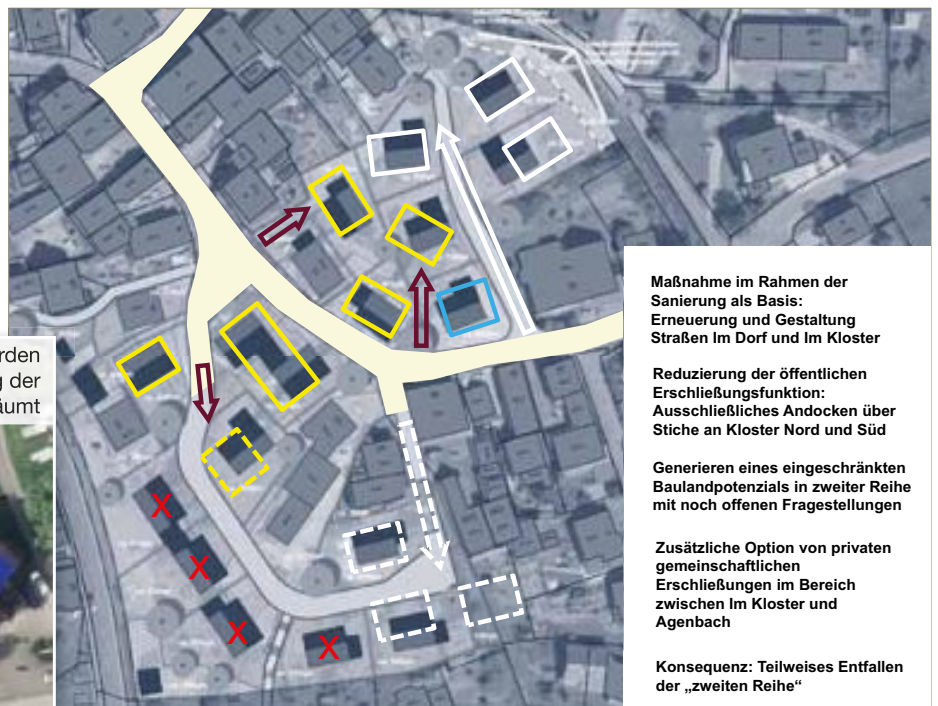 rden
g der
äumt
Maßnahme im Rahmen der
Sanierung als Basis:
Erneuerung und Gestaltung
Straßen Im Dorf und Im Kloster
Reduzierung der öffentlichen
Erschließungsfunktion:
Ausschließliches Andocken über
Stiche an Kloster Nord und Süd
Generieren eines eingeschränkten
Baulandpotenzials in zweiter Reihe
mit noch offenen Fragestellungen
Zusätzliche Option von privaten
gemeinschaftlichen
Erschließungen im Bereich
zwischen Im Kloster und
Agenbach
Konsequenz: Teilweises Entfallen
der „zweiten Reihe“
X
X
X
X